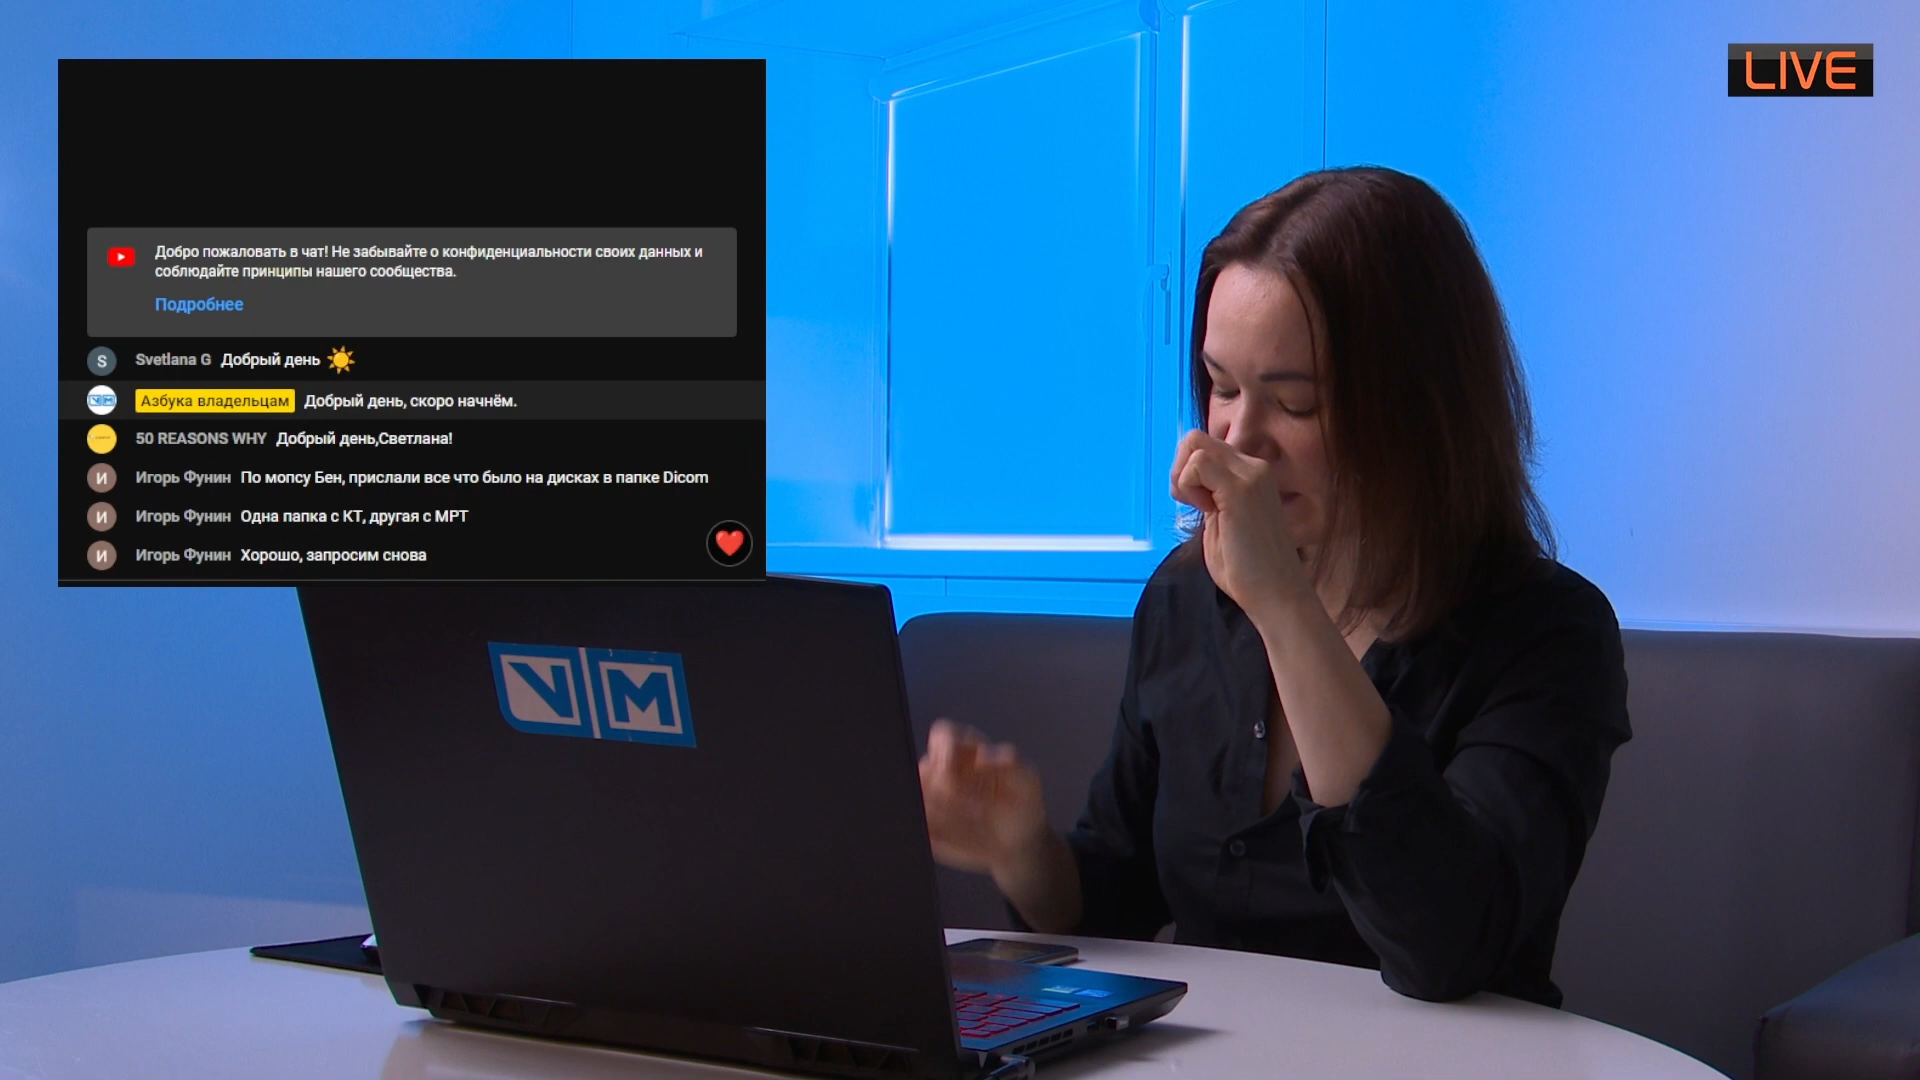 LIVE
Добро пожаловать в чат! Не забывайте о конфиденциальности своих данных и
соблюдайте принципы нашего сообщества.
Подробнее
S Svetlana G Добрый день
VM Азбука владельцам Добрый день, скоро начнём.
50 REASONS WHY Добрый день,Светлана!
И Игорь Фунин По мопсу Бен, прислали все что было на дисках в папке Dicom
И Игорь Фунин Одна папка с КТ, другая с МРТ
И Игорь Фунин Хорошо, запросим снова
VM